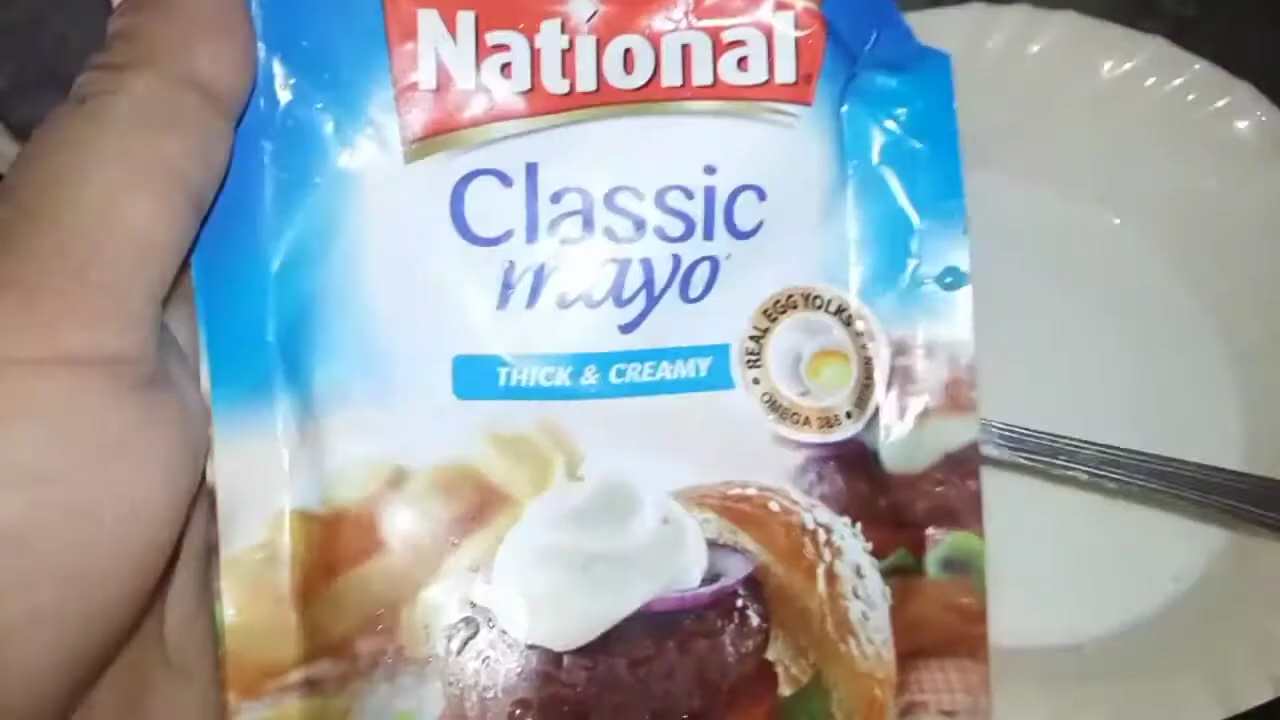 National
Classic
mayo
THICK & CREAMY
REAL EGG YOLKS
OMEGA 3&6